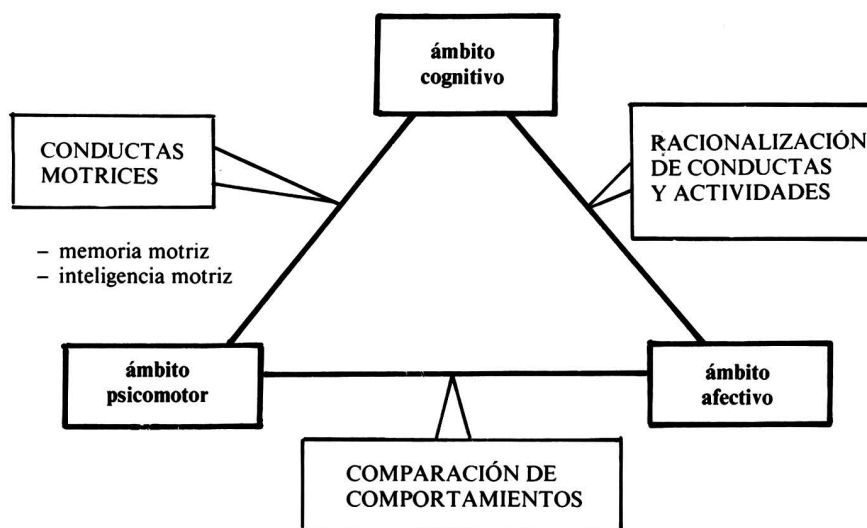 ámbito
cognitivo
CONDUCTAS
MOTRICES
RACIONALIZACIÓN
DE CONDUCTAS
Y ACTIVIDADES
– memoria motriz
– inteligencia motriz
ámbito
psicomotor
ámbito
afectivo
COMPARACIÓN DE
COMPORTAMIENTOS